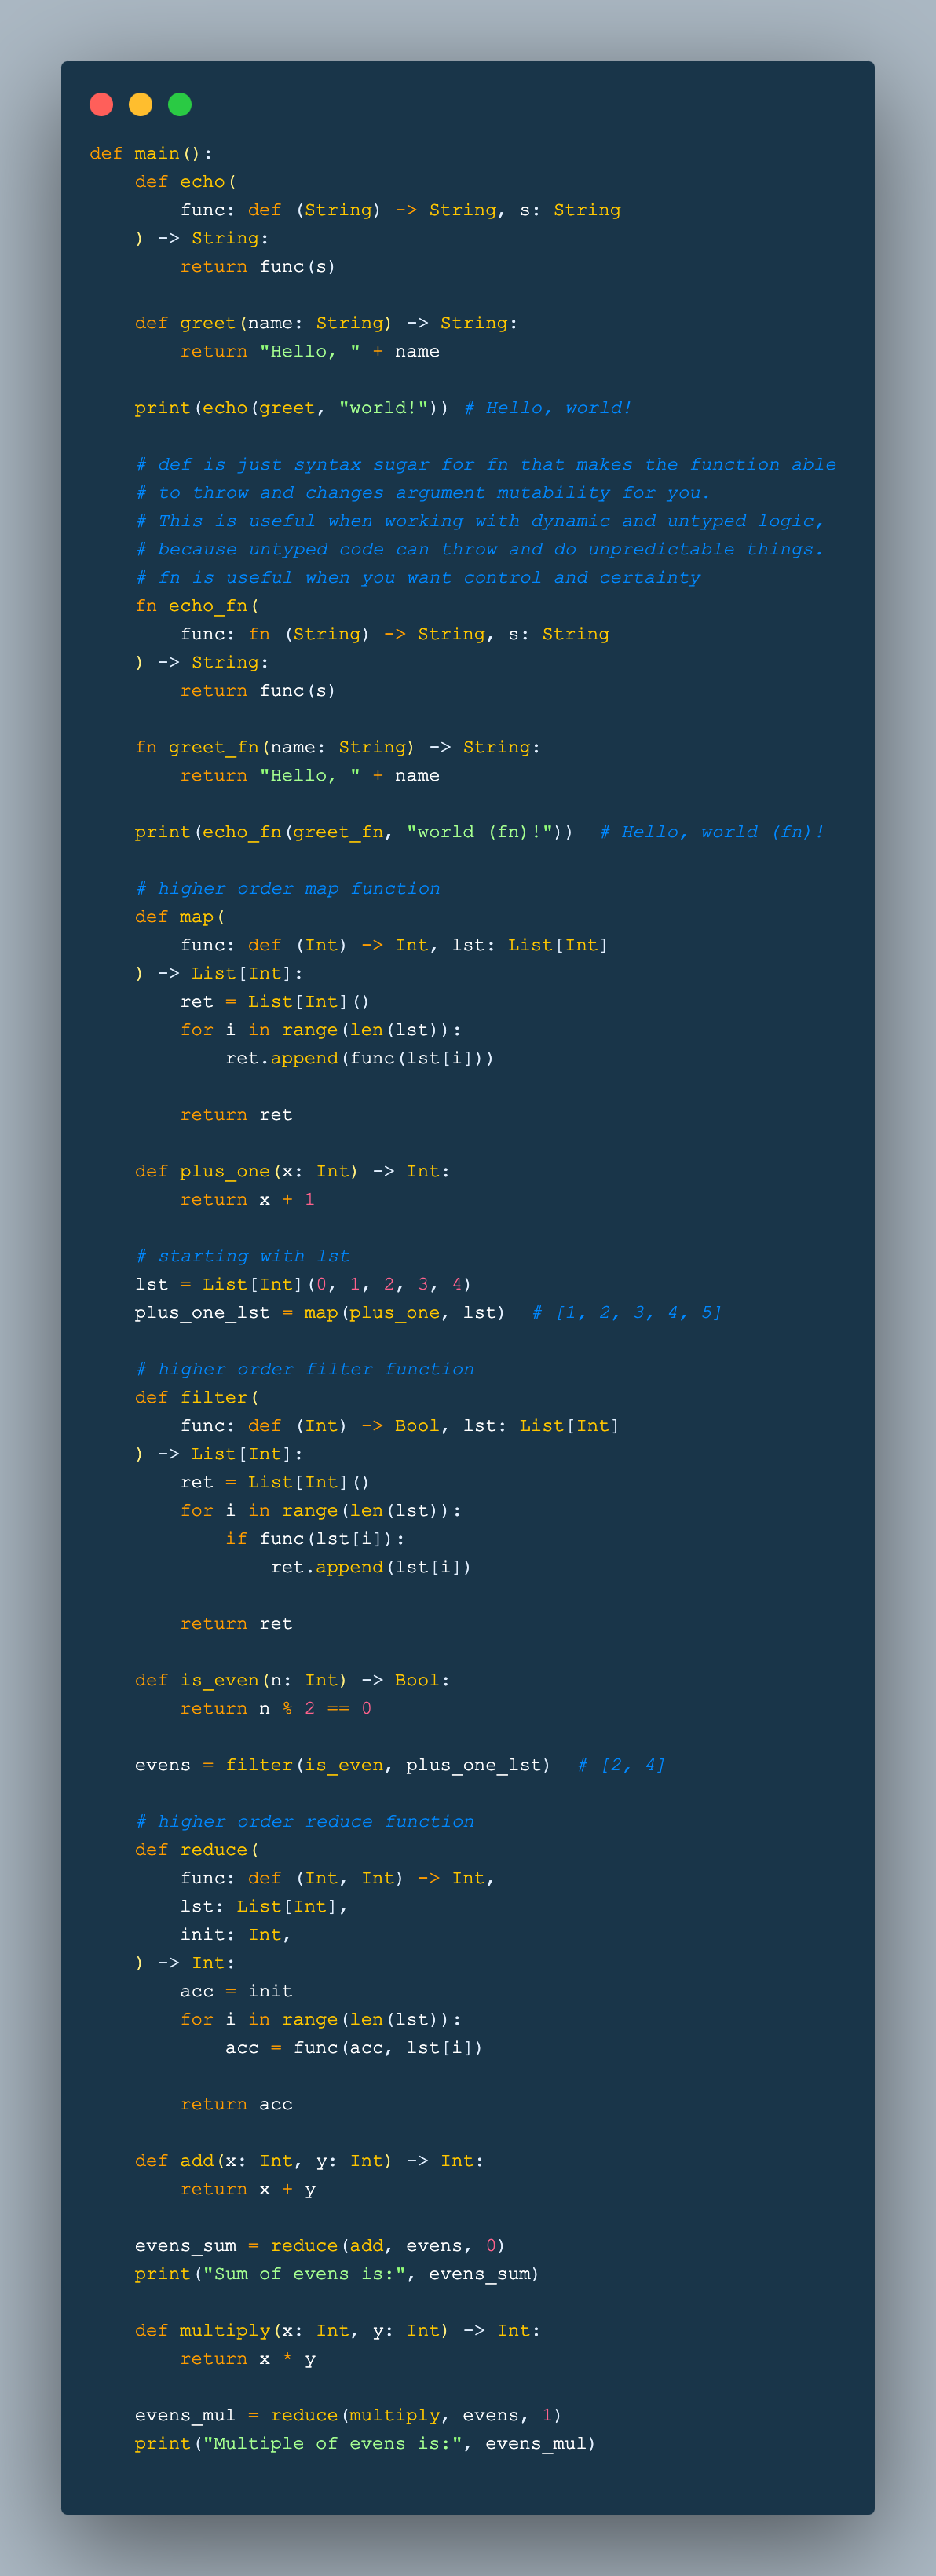 def main():
    def echo(
        func: def (String) -> String, s: String
    ) -> String:
        return func(s)

    def greet(name: String) -> String:
        return "Hello, " + name

    print(echo(greet, "world!")) # Hello, world!

    # def is just syntax sugar for fn that makes the function able
    # to throw and changes argument mutability for you.
    # This is useful when working with dynamic and untyped logic,
    # because untyped code can throw and do unpredictable things.
    # fn is useful when you want control and certainty
    fn echo_fn(
        func: fn (String) -> String, s: String
    ) -> String:
        return func(s)

    fn greet_fn(name: String) -> String:
        return "Hello, " + name

    print(echo_fn(greet_fn, "world (fn)!"))  # Hello, world (fn)!

    # higher order map function
    def map(
        func: def (Int) -> Int, lst: List[Int]
    ) -> List[Int]:
        ret = List[Int]()
        for i in range(len(lst)):
            ret.append(func(lst[i]))

        return ret

    def plus_one(x: Int) -> Int:
        return x + 1

    # starting with lst
    lst = List[Int](0, 1, 2, 3, 4)
    plus_one_lst = map(plus_one, lst)  # [1, 2, 3, 4, 5]

    # higher order filter function
    def filter(
        func: def (Int) -> Bool, lst: List[Int]
    ) -> List[Int]:
        ret = List[Int]()
        for i in range(len(lst)):
            if func(lst[i]):
                ret.append(lst[i])

        return ret

    def is_even(n: Int) -> Bool:
        return n % 2 == 0

    evens = filter(is_even, plus_one_lst)  # [2, 4]

    # higher order reduce function
    def reduce(
        func: def (Int, Int) -> Int,
        lst: List[Int],
        init: Int,
    ) -> Int:
        acc = init
        for i in range(len(lst)):
            acc = func(acc, lst[i])

        return acc

    def add(x: Int, y: Int) -> Int:
        return x + y

    evens_sum = reduce(add, evens, 0)
    print("Sum of evens is:", evens_sum)

    def multiply(x: Int, y: Int) -> Int:
        return x * y

    evens_mul = reduce(multiply, evens, 1)
    print("Multiple of evens is:", evens_mul)